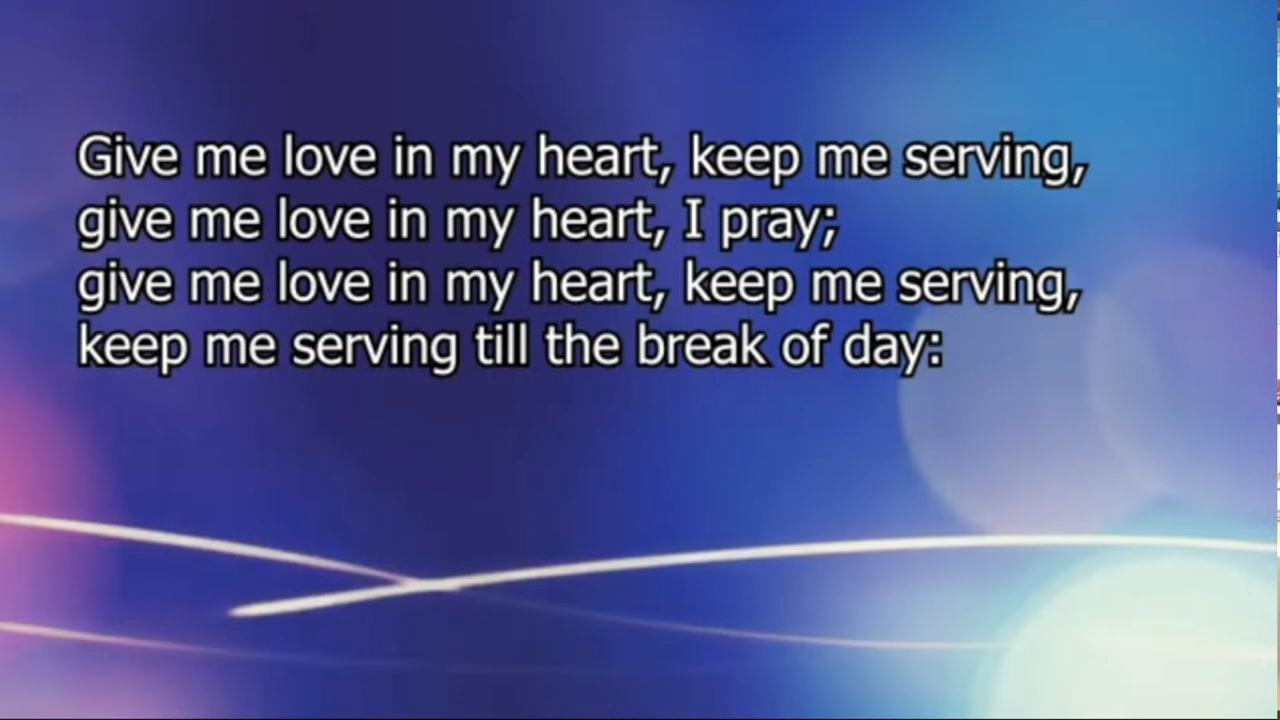 Give me love in my heart, keep me serving,
give me love in my heart, I pray;
give me love in my heart, keep me serving,
keep me serving till the break of day: